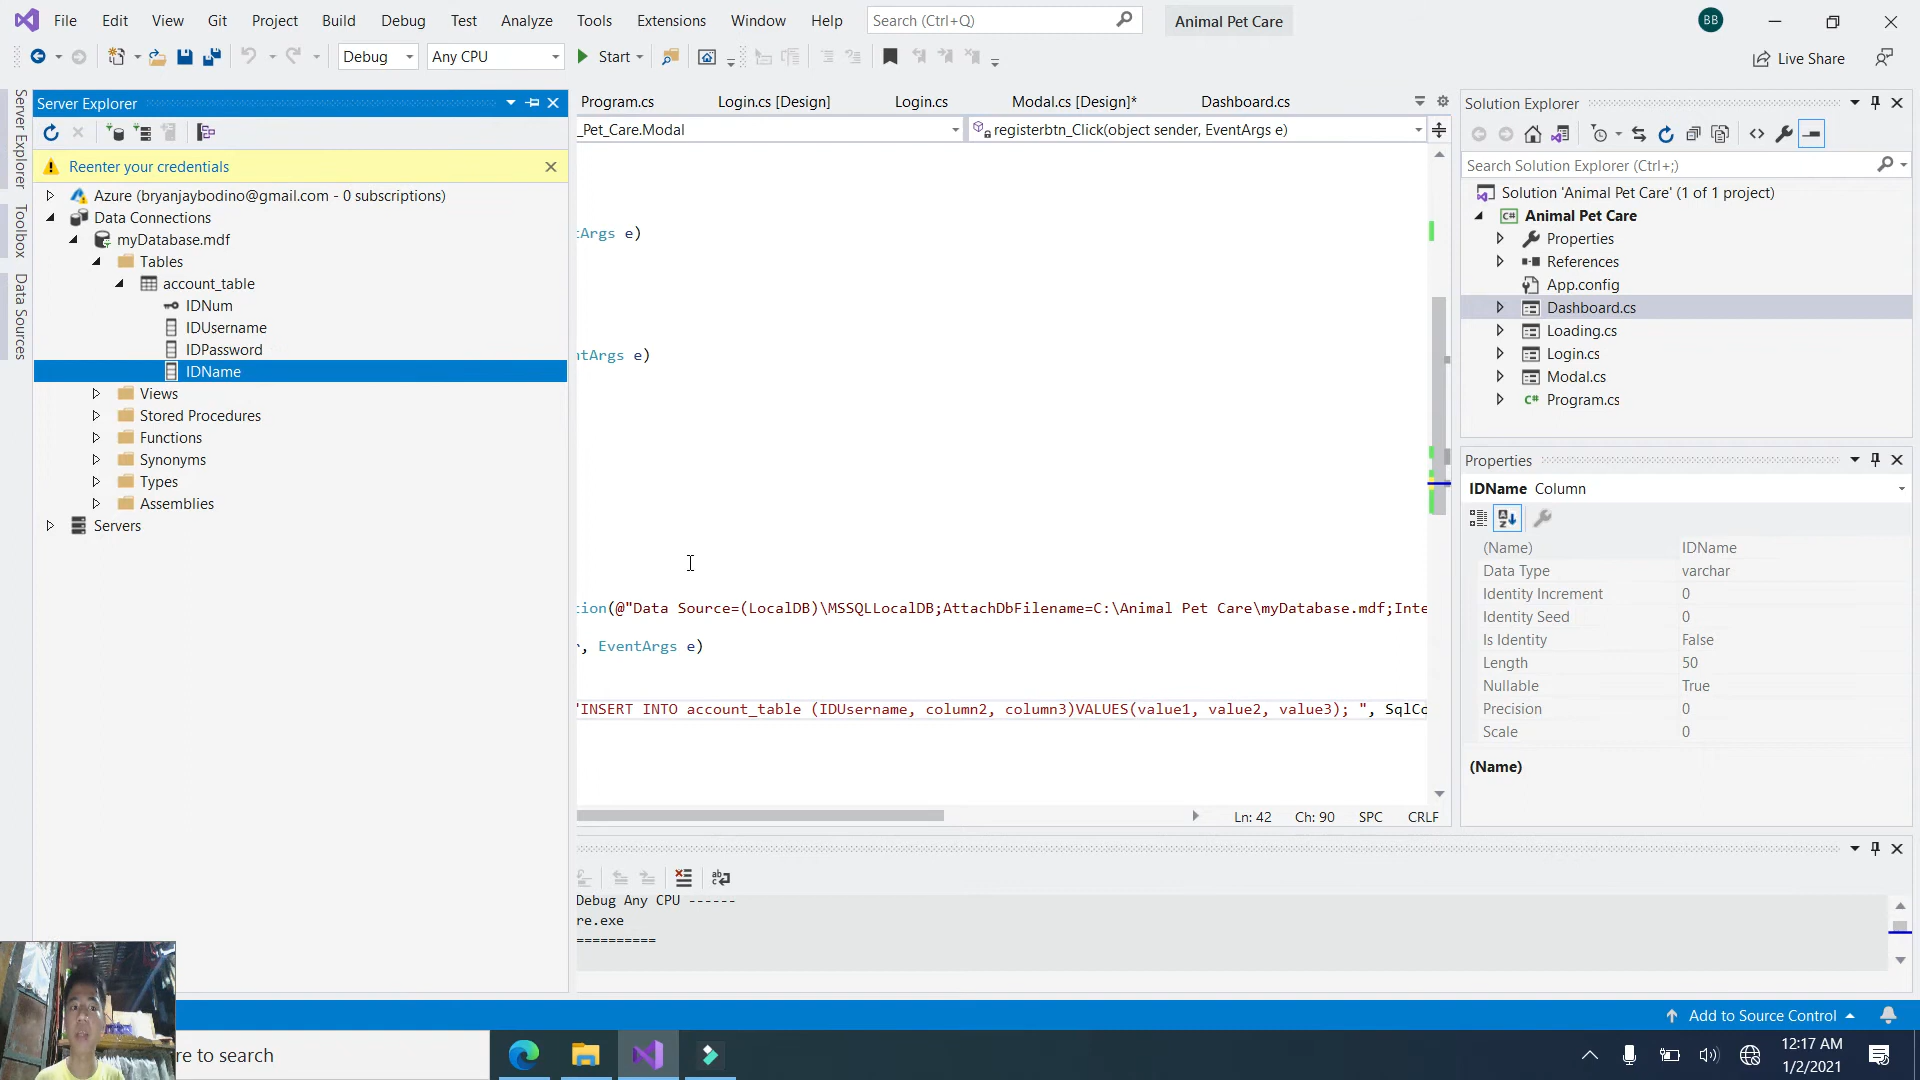 File Edit View Git Project Build Debug Test Analyze Tools Extensions Window Help Search (Ctrl+Q) Animal Pet Care BB
Debug Any CPU Start Live Share
Server Explorer
Toolbox
Data Sources
Server Explorer
Reenter your credentials
Azure (bryanjaybodino@gmail.com - 0 subscriptions)
Data Connections
myDatabase.mdf
Tables
account_table
IDNum
IDUsername
IDPassword
IDName
Views
Stored Procedures
Functions
Synonyms
Types
Assemblies
Servers
Program.cs Login.cs [Design] Login.cs Modal.cs [Design]* Dashboard.cs
_Pet_Care.Modal registerbtn_Click(object sender, EventArgs e)
:Args e)
ntArgs e)
tion(@"Data Source=(LocalDB)\MSSQLLocalDB;AttachDbFilename=C:\Animal Pet Care\myDatabase.mdf;Inte
r, EventArgs e)
"INSERT INTO account_table (IDUsername, column2, column3)VALUES(value1, value2, value3); ", SqlCo
Ln: 42 Ch: 90 SPC CRLF
Debug Any CPU ------
re.exe
==========
Solution Explorer
Search Solution Explorer (Ctrl+;)
Solution 'Animal Pet Care' (1 of 1 project)
C# Animal Pet Care
Properties
References
App.config
Dashboard.cs
Loading.cs
Login.cs
Modal.cs
C# Program.cs
Properties
IDName Column
(Name) IDName
Data Type varchar
Identity Increment 0
Identity Seed 0
Is Identity False
Length 50
Nullable True
Precision 0
Scale 0
(Name)
Add to Source Control
re to search
12:17 AM
1/2/2021